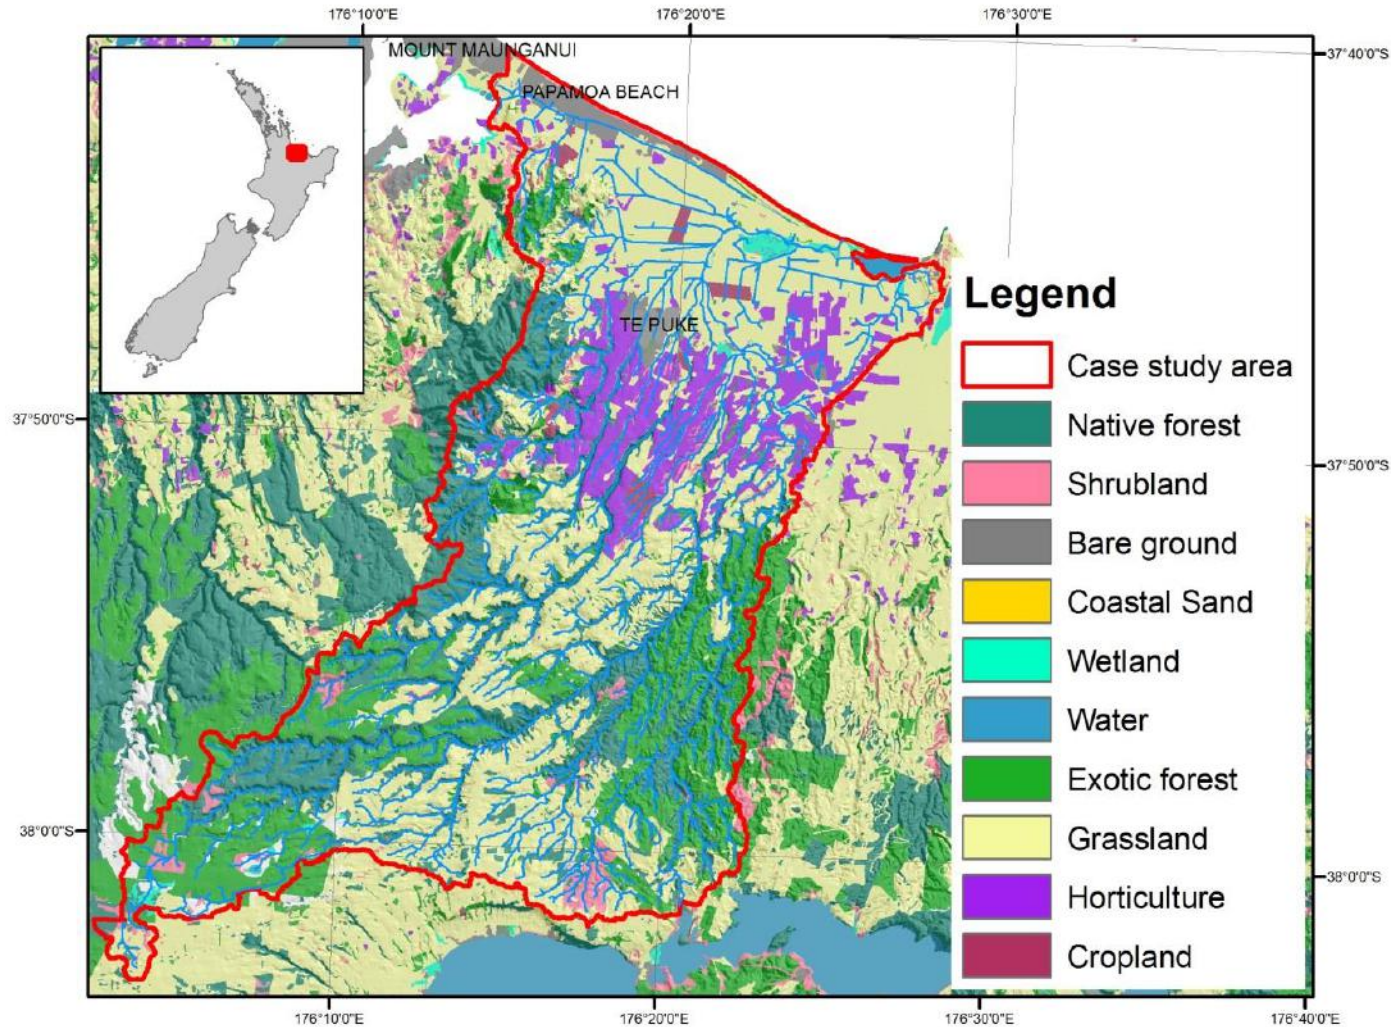 176°10'0"E
176°20'0"E
176°30'0"E
MOUNT MAUNGANUI
37°40'0"S
PAPAMOA BEACH
TE PUKE
Legend
Case study area
Native forest
Shrubland
Bare ground
Coastal Sand
Wetland
Water
Exotic forest
Grassland
Horticulture
Cropland
37°50'0"S
37°50'0"S
38°0'0"S
38°0'0"S
176°10'0"E
176°20'0"E
176°30'0"E
176°40'0"E